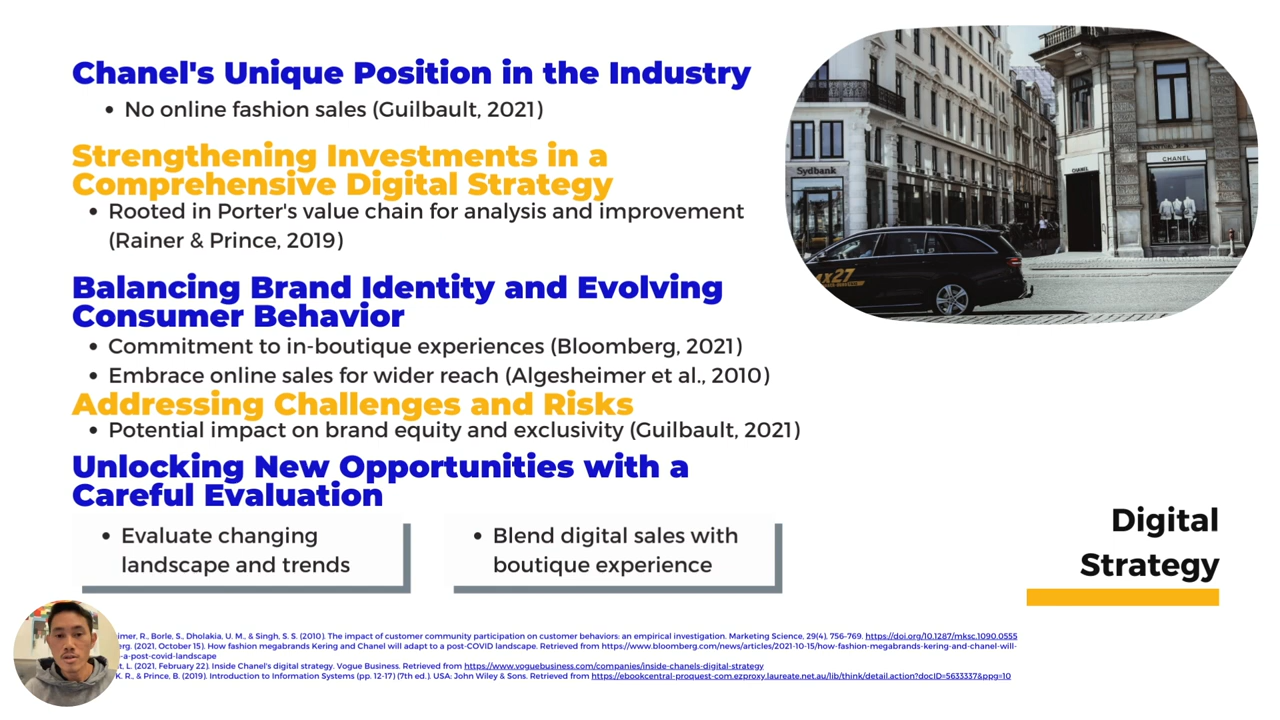 Chanel's Unique Position in the Industry
• No online fashion sales (Guilbault, 2021)
Strengthening Investments in a
Comprehensive Digital Strategy
• Rooted in Porter's value chain for analysis and improvement
(Rainer & Prince, 2019)
Balancing Brand Identity and Evolving
Consumer Behavior
• Commitment to in-boutique experiences (Bloomberg, 2021)
• Embrace online sales for wider reach (Algesheimer et al., 2010)
Addressing Challenges and Risks
• Potential impact on brand equity and exclusivity (Guilbault, 2021)
Unlocking New Opportunities with a
Careful Evaluation
• Evaluate changing
landscape and trends
• Blend digital sales with
boutique experience
Sydbank
CHANEL
CHANEL
x27
Digital
Strategy
imer, R., Borle, S., Dholakia, U. M., & Singh, S. S. (2010). The impact of customer community participation on customer behaviors: an empirical investigation. Marketing Science, 29(4), 756-769. https://doi.org/10.1287/mksc.1090.0555
erg. (2021, October 15). How fashion megabrands Kering and Chanel will adapt to a post-COVID landscape. Retrieved from https://www.bloomberg.com/news/articles/2021-10-15/how-fashion-megabrands-kering-and-chanel-will-
-a-post-covid-landscape
t, L. (2021, February 22). Inside Chanel's digital strategy. Vogue Business. Retrieved from https://www.voguebusiness.com/companies/inside-chanels-digital-strategy
K. R., & Prince, B. (2019). Introduction to Information Systems (pp. 12-17) (7th ed.). USA: John Wiley & Sons. Retrieved from https://ebookcentral-proquest-com.ezproxy.laureate.net.au/lib/think/detail.action?docID=5633337&ppg=10